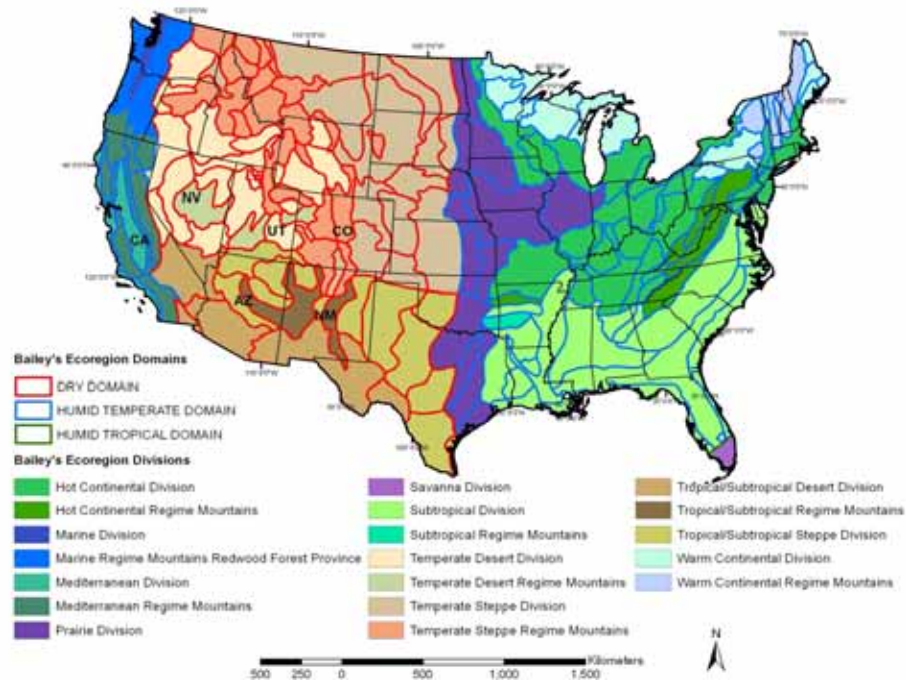 NV
UT
CO
CA
AZ
NM
Bailey's Ecoregion Domains
DRY DOMAIN
HUMID TEMPERATE DOMAIN
HUMID TROPICAL DOMAIN
Bailey's Ecoregion Divisions
Hot Continental Division
Hot Continental Regime Mountains
Marine Division
Marine Regime Mountains Redwood Forest Province
Mediterranean Division
Mediterranean Regime Mountains
Prairie Division
Savanna Division
Subtropical Division
Subtropical Regime Mountains
Temperate Desert Division
Temperate Desert Regime Mountains
Temperate Steppe Division
Temperate Steppe Regime Mountains
Tropical/Subtropical Desert Division
Tropical/Subtropical Regime Mountains
Tropical/Subtropical Steppe Division
Warm Continental Division
Warm Continental Regime Mountains
N
Kilometers
500 250 0 500 1,000 1,500